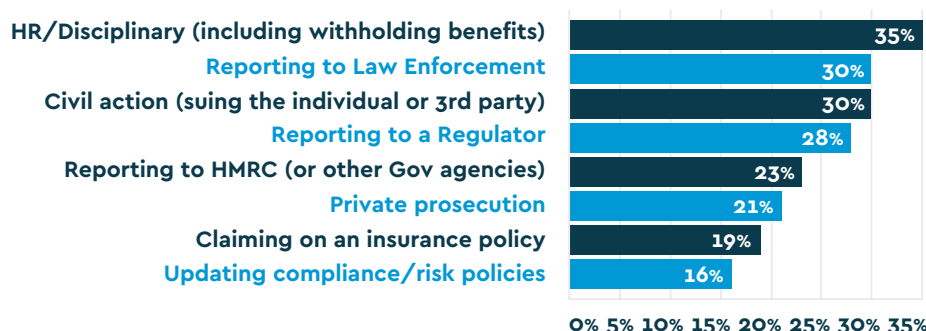 HR/Disciplinary (including withholding benefits) 35%
Reporting to Law Enforcement 30%
Civil action (suing the individual or 3rd party) 30%
Reporting to a Regulator 28%
Reporting to HMRC (or other Gov agencies) 23%
Private prosecution 21%
Claiming on an insurance policy 19%
Updating compliance/risk policies 16%
0% 5% 10% 15% 20% 25% 30% 35%